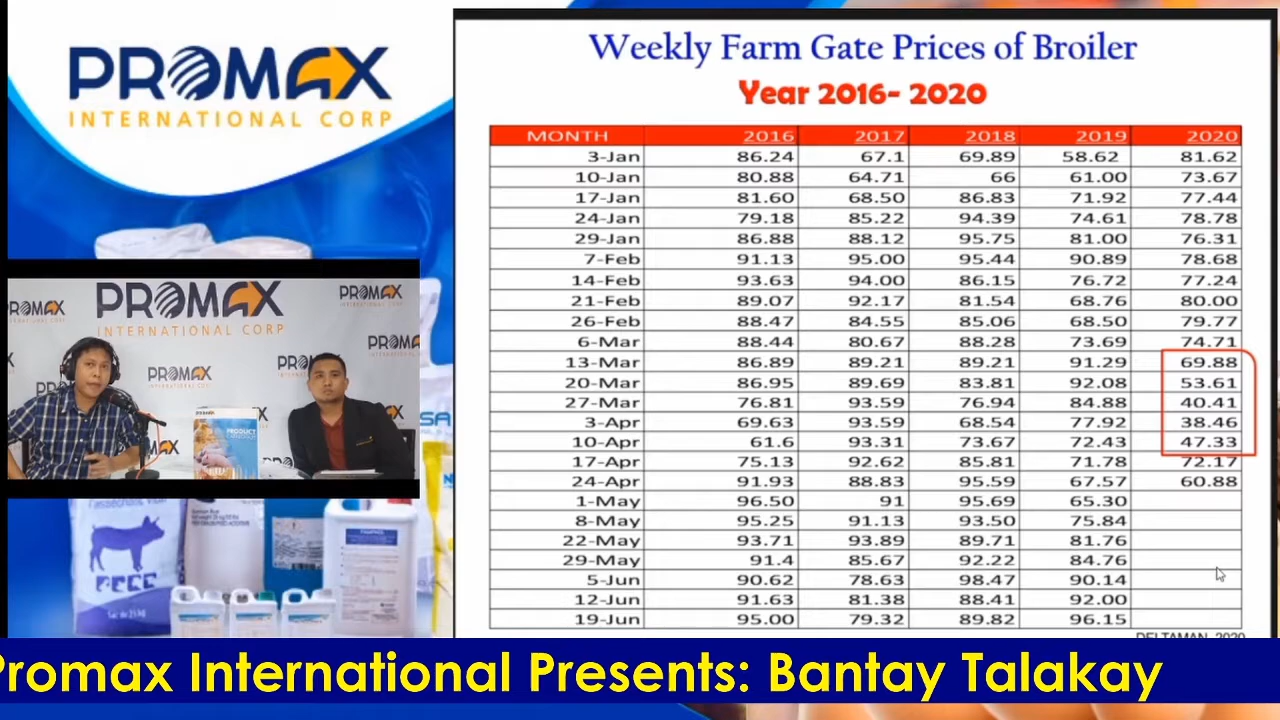 PROMAX
INTERNATIONAL CORP
Weekly Farm Gate Prices of Broiler
Year 2016- 2020
MONTH 2016 2017 2018 2019 2020
3-Jan 86.24 67.1 69.89 58.62 81.62
10-Jan 80.88 64.71 66 61.00 73.67
17-Jan 81.60 68.50 86.83 71.92 77.44
24-Jan 79.18 85.22 94.39 74.61 78.78
29-Jan 86.88 88.12 95.75 81.00 76.31
7-Feb 91.13 95.00 95.44 90.89 78.68
14-Feb 93.63 94.00 86.15 76.72 77.24
21-Feb 89.07 92.17 81.54 68.76 80.00
26-Feb 88.47 84.55 85.06 68.50 79.77
6-Mar 88.44 80.67 88.28 73.69 74.71
13-Mar 86.89 89.21 89.21 91.29 69.88
20-Mar 86.95 89.69 83.81 92.08 53.61
27-Mar 76.81 93.59 76.94 84.88 40.41
3-Apr 69.63 93.59 68.54 77.92 38.46
10-Apr 61.6 93.31 73.67 72.43 47.33
17-Apr 75.13 92.62 85.81 71.78 72.17
24-Apr 91.93 88.83 95.59 67.57 60.88
1-May 96.50 91 95.69 65.30
8-May 95.25 91.13 93.50 75.84
22-May 93.71 93.89 89.71 81.76
29-May 91.4 85.67 92.22 84.76
5-Jun 90.62 78.63 98.47 90.14
12-Jun 91.63 81.38 88.41 92.00
19-Jun 95.00 79.32 89.82 96.15
DELTAMAN, 2020
PROMAX
INTERNATIONAL CORP
PROMAX
PROMAX
PROMAX
PROMAX
PRODUCT
Promax International Presents: Bantay Talakay